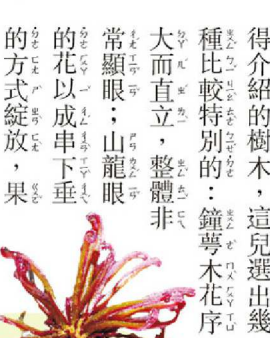 得介紹的樹木，這兒選出幾
種比較特別的：鐘萼木花序
大而直立，整體非
常顯眼；山龍眼
的花以成串下垂
的方式綻放，果